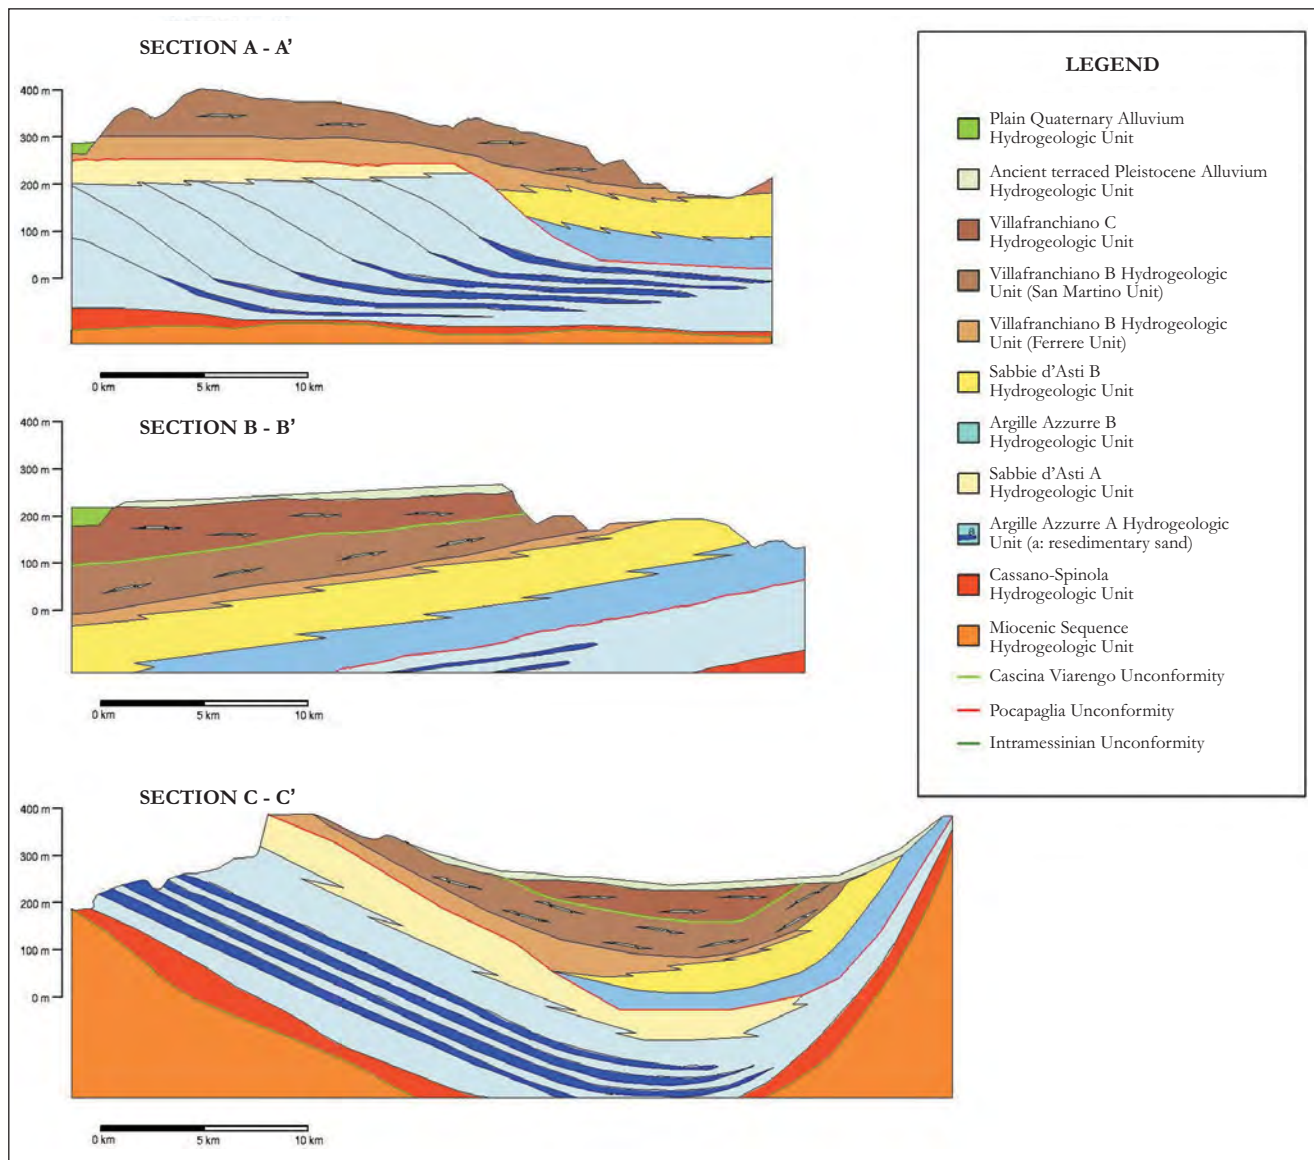 SECTION A - A’
400 m
300 m
200 m
100 m
0 m
0 km 5 km 10 km
SECTION B - B’
400 m
300 m
200 m
100 m
0 m
0 km 5 km 10 km
SECTION C - C’
400 m
300 m
200 m
100 m
0 m
0 km 5 km 10 km
LEGEND
Plain Quaternary Alluvium
Hydrogeologic Unit
Ancient terraced Pleistocene Alluvium
Hydrogeologic Unit
Villafranchiano C
Hydrogeologic Unit
Villafranchiano B Hydrogeologic
Unit (San Martino Unit)
Villafranchiano B Hydrogeologic
Unit (Ferrere Unit)
Sabbie d’Asti B
Hydrogeologic Unit
Argille Azzurre B
Hydrogeologic Unit
Sabbie d’Asti A
Hydrogeologic Unit
a
Argille Azzurre A Hydrogeologic
Unit (a: resedimentary sand)
Cassano-Spinola
Hydrogeologic Unit
Miocenic Sequence
Hydrogeologic Unit
Cascina Viarengo Unconformity
Pocapaglia Unconformity
Intramessinian Unconformity